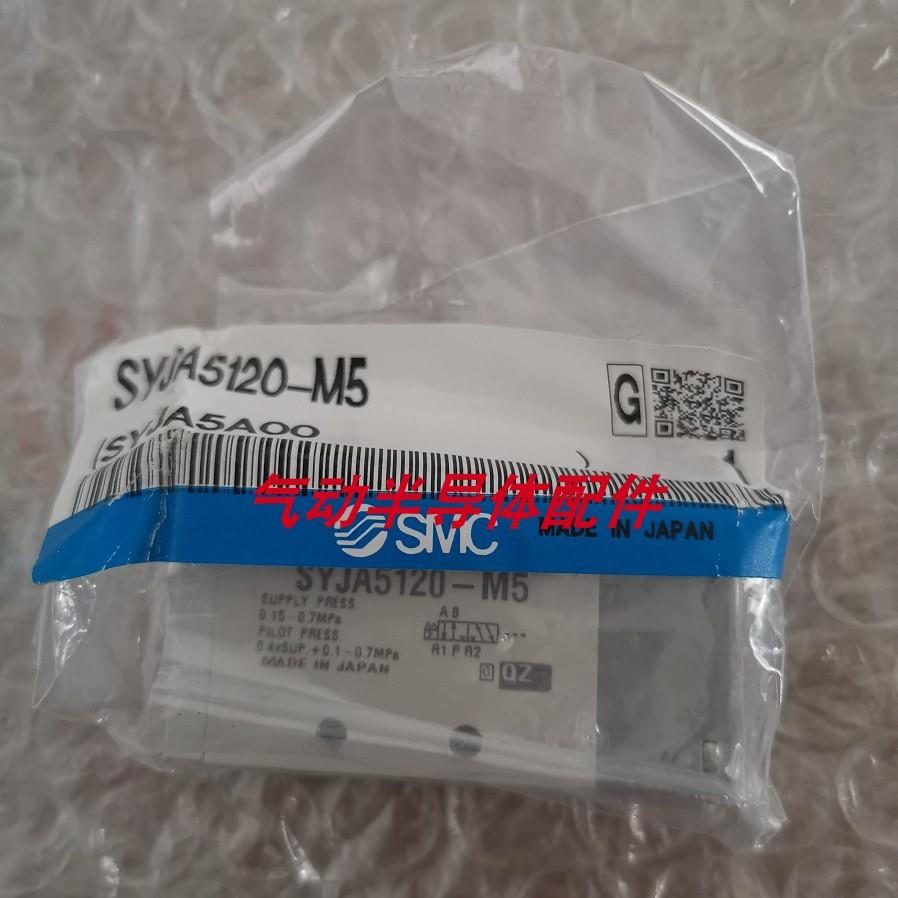 SYJA5120-M5
G
(SYJA5A00 )
1
气动半导体配件
SMC MADE IN JAPAN
SYJA5120-M5
SUPPLY PRESS.
0.15-0.7MPa
PILOT PRESS.
0.4xSUP.+0.1-0.7MPa
MADE IN JAPAN
A B
R1 P R2
G QZ